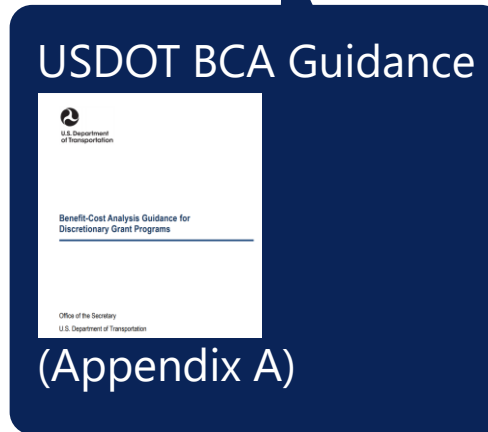 USDOT BCA Guidance
U.S. Department
of Transportation
Benefit-Cost Analysis Guidance for
Discretionary Grant Programs
Office of the Secretary
U.S. Department of Transportation
(Appendix A)